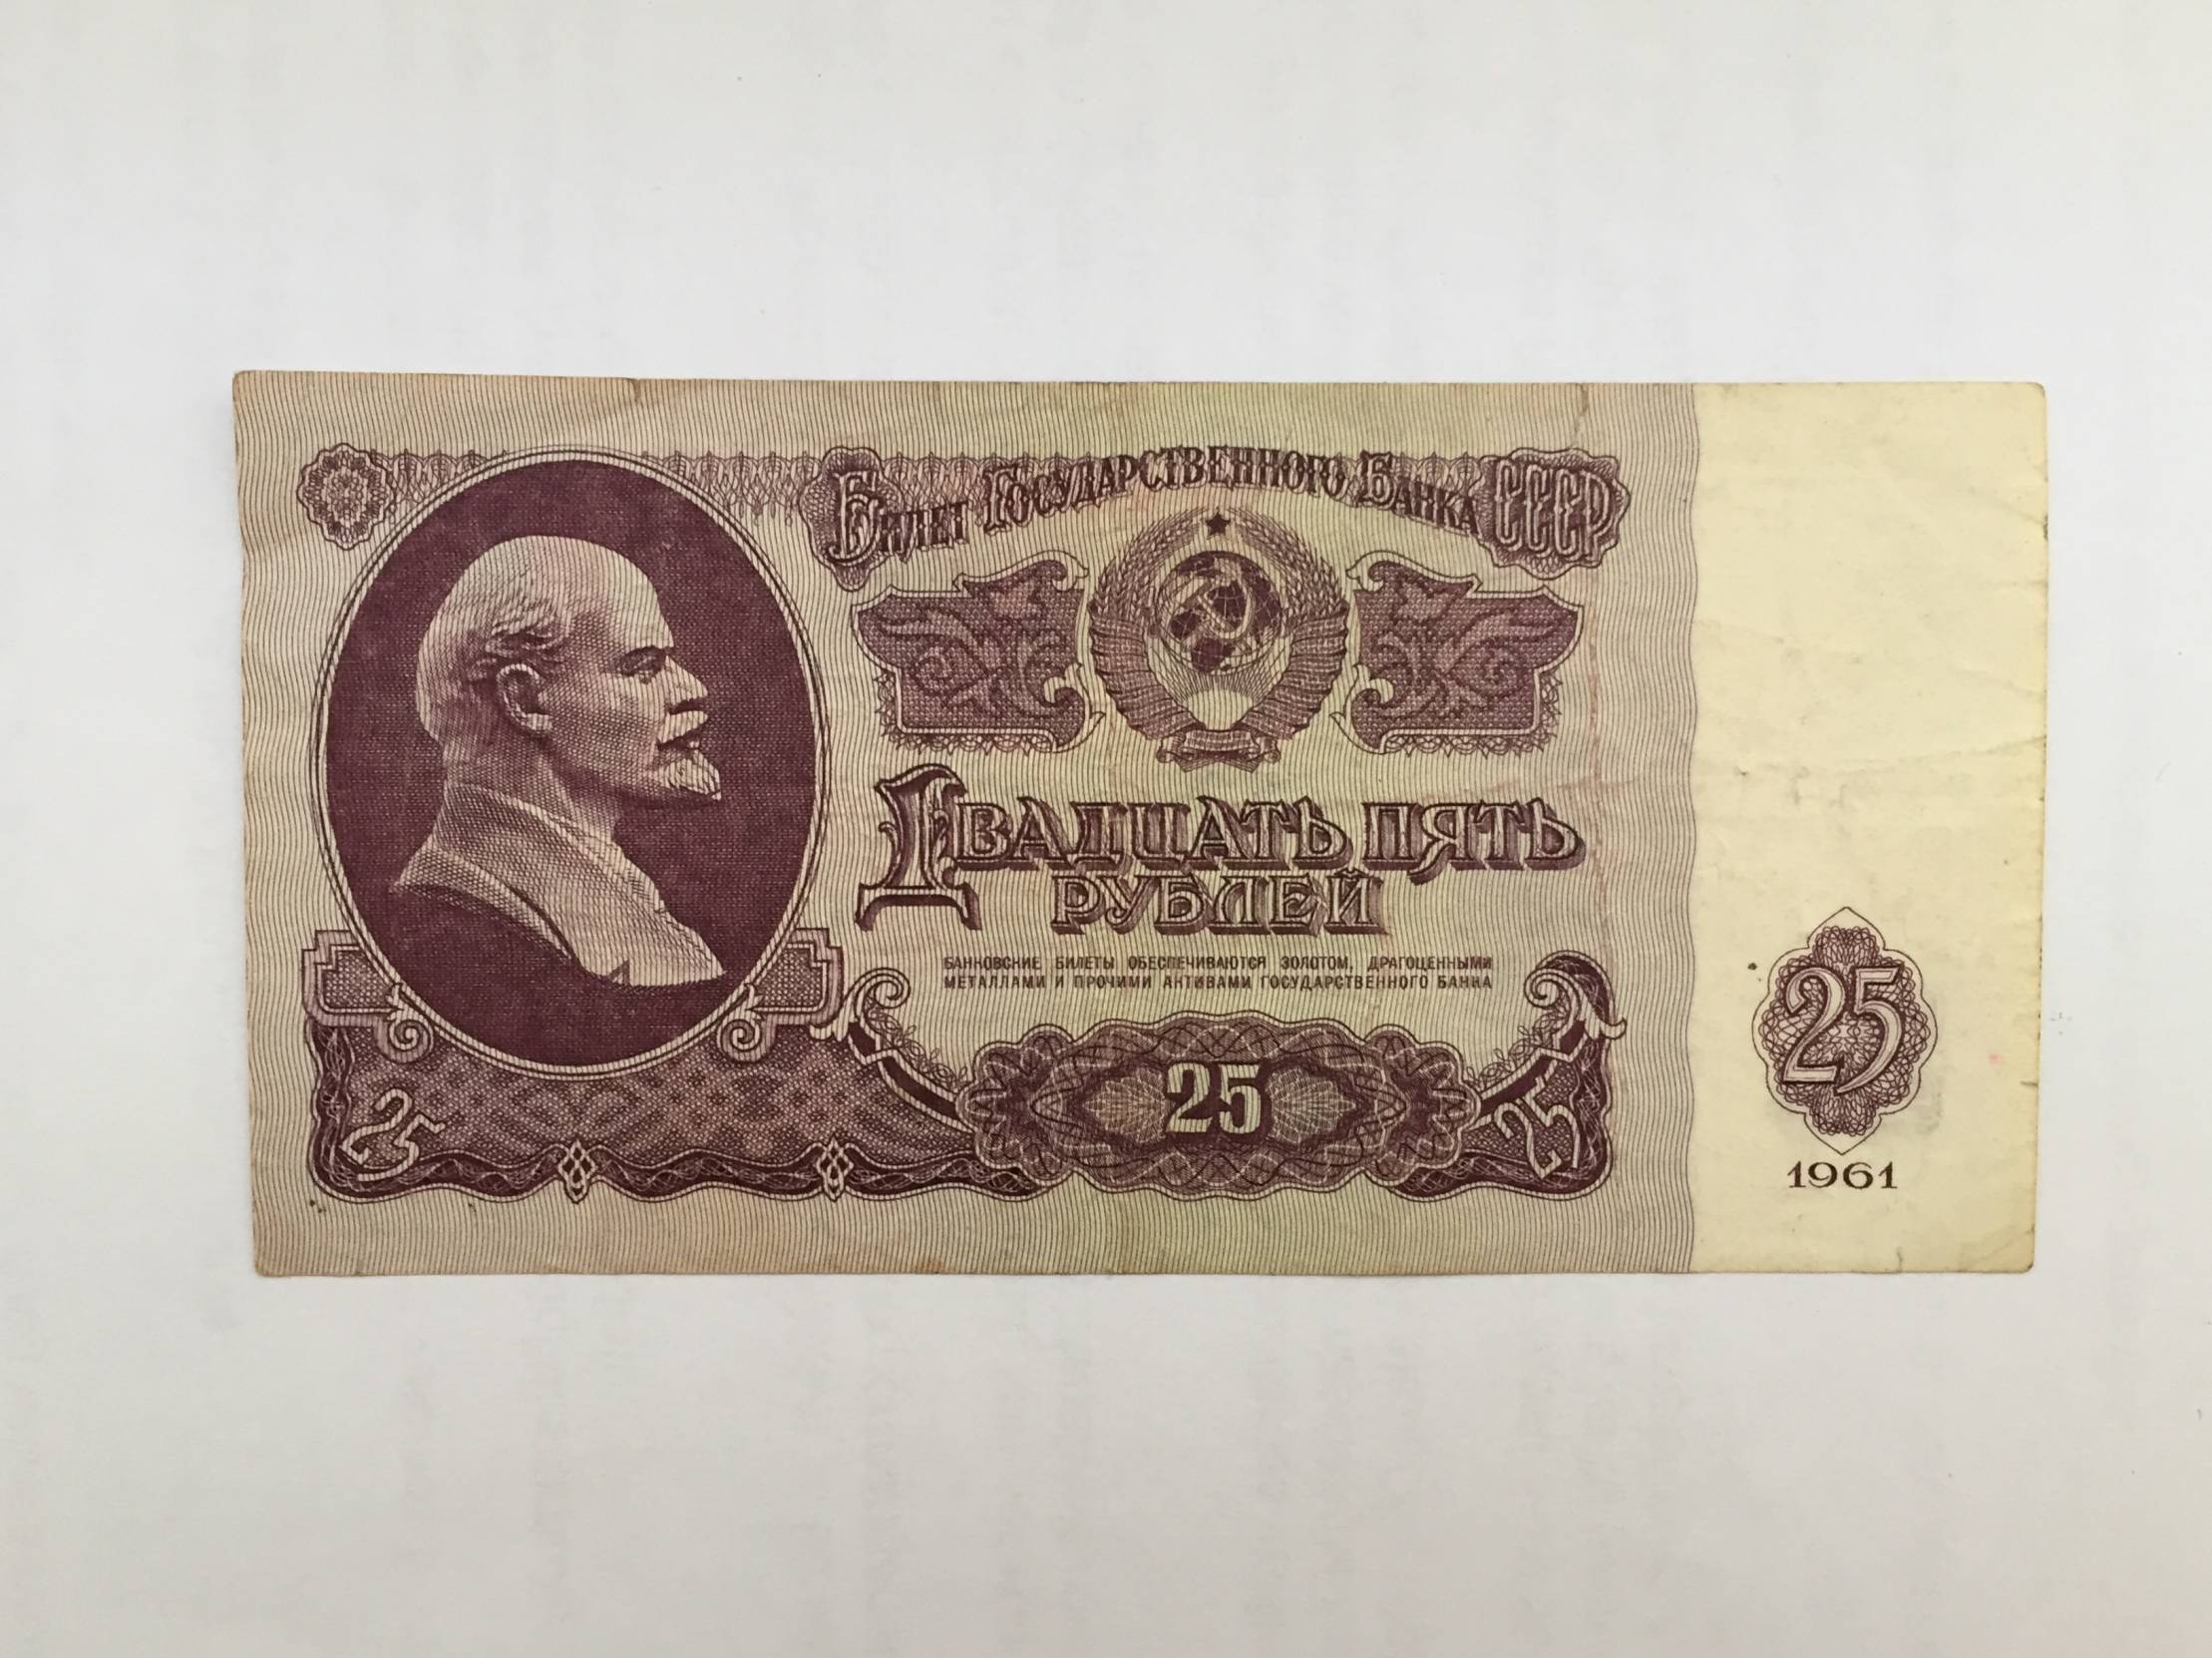 Билет Государственного Банка СССР
Двадцать пять
рублей
БАНКОВСКИЕ БИЛЕТЫ ОБЕСПЕЧИВАЮТСЯ ЗОЛОТОМ, ДРАГОЦЕННЫМИ
МЕТАЛЛАМИ И ПРОЧИМИ АКТИВАМИ ГОСУДАРСТВЕННОГО БАНКА
25
25
25
25
1961